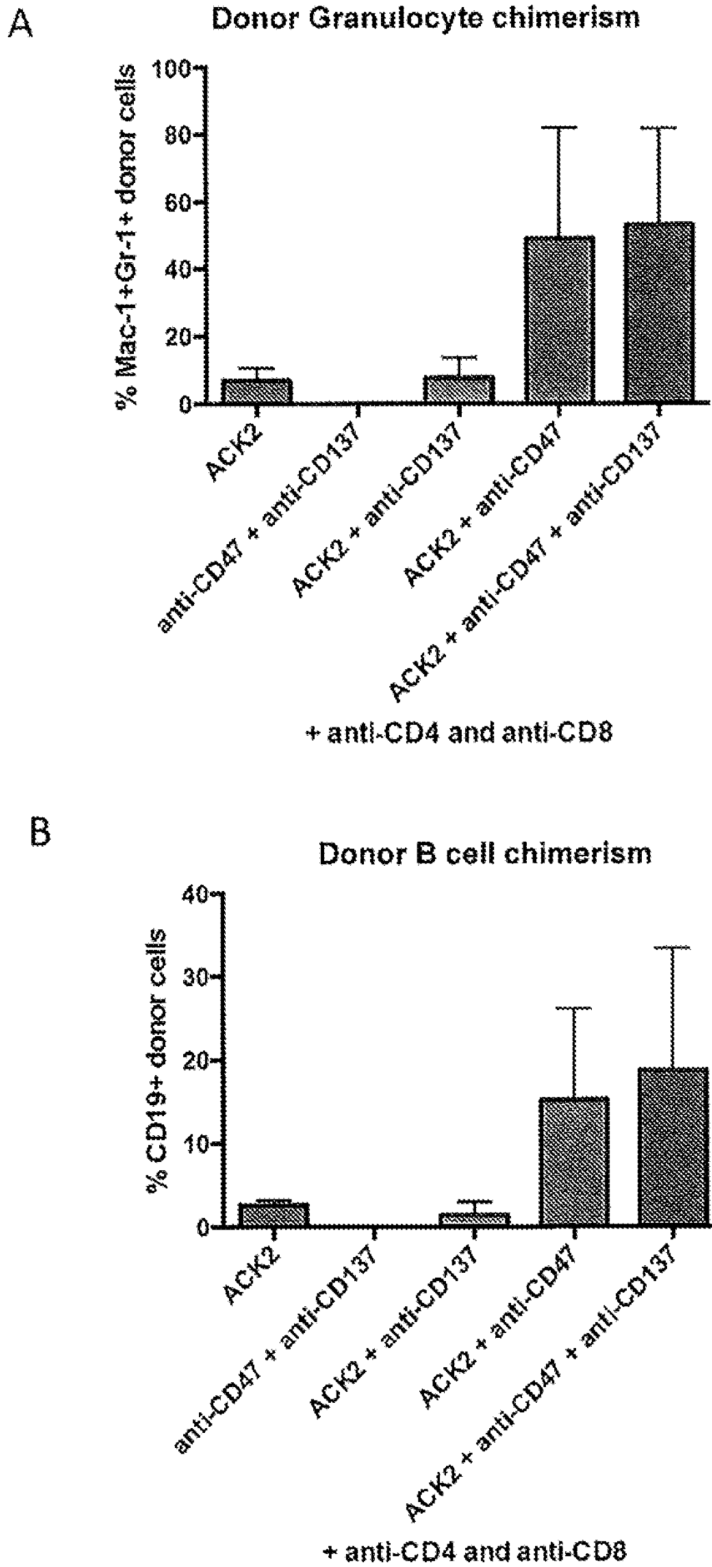 A
Donor Granulocyte chimerism
% Mac-1+Gr-1+ donor cells
100
80
60
40
20
0
ACK2
anti-CD47 + anti-CD137
ACK2 + anti-CD137
ACK2 + anti-CD47
ACK2 + anti-CD47 + anti-CD137
+ anti-CD4 and anti-CD8
B
Donor B cell chimerism
% CD19+ donor cells
40
30
20
10
0
ACK2
anti-CD47 + anti-CD137
ACK2 + anti-CD137
ACK2 + anti-CD47
ACK2 + anti-CD47 + anti-CD137
+ anti-CD4 and anti-CD8